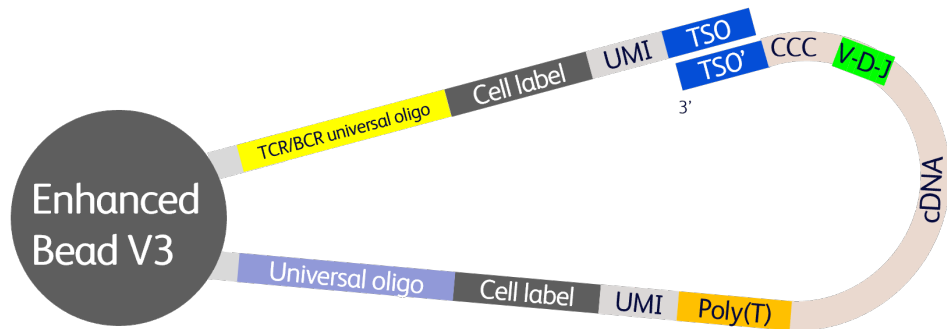 TSO
UMI
Cell label
TCR/BCR universal oligo
TSO'
CCC
V-D-J
3'
cDNA
Enhanced
Bead V3
Universal oligo
Cell label
UMI
Poly(T)